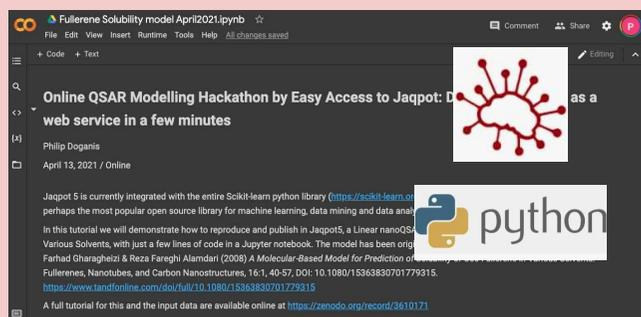 Fullerene Solubility model April2021.ipynb
Comment
Share
P
File Edit View Insert Runtime Tools Help All changes saved
+ Code + Text
Editing
Online QSAR Modelling Hackathon by Easy Access to Jaqpot: D as a
web service in a few minutes
Philip Doganis
April 13, 2021 / Online
Jaqpot 5 is currently integrated with the entire Scikit-learn python library (https://scikit-learn.or
perhaps the most popular open source library for machine learning, data mining and data analy
python
In this tutorial we will demonstrate how to reproduce and publish in Jaqpot5, a Linear nanoQSA
Various Solvents, with just a few lines of code in a Jupyter notebook. The model has been origi
Farhad Gharagheizi & Reza Fareghi Alamdari (2008) A Molecular-Based Model for Prediction of
Fullerenes, Nanotubes, and Carbon Nanostructures, 16:1, 40-57, DOI: 10.1080/15363830701779315.
https://www.tandfonline.com/doi/full/10.1080/15363830701779315
A full tutorial for this and the input data are available online at https://zenodo.org/record/3610171